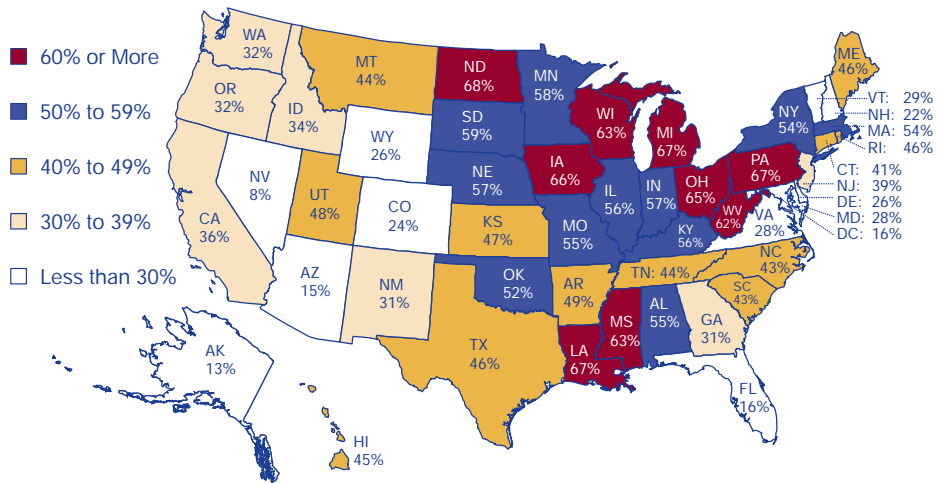 60% or More
50% to 59%
40% to 49%
30% to 39%
Less than 30%
WA
32%
OR
32%
CA
36%
ID
34%
NV
8%
MT
44%
WY
26%
UT
48%
CO
24%
AZ
15%
NM
31%
ND
68%
SD
59%
NE
57%
KS
47%
OK
52%
TX
46%
MN
58%
IA
66%
MO
55%
AR
49%
LA
67%
WI
63%
IL
56%
MS
63%
MI
67%
IN
57%
KY
56%
TN: 44%
AL
55%
OH
65%
WV
62%
GA
31%
FL
16%
SC
43%
NC
43%
VA
28%
PA
67%
NY
54%
ME
46%
VT: 29%
NH: 22%
MA: 54%
RI: 46%
CT: 41%
NJ: 39%
DE: 26%
MD: 28%
DC: 16%
AK
13%
HI
45%